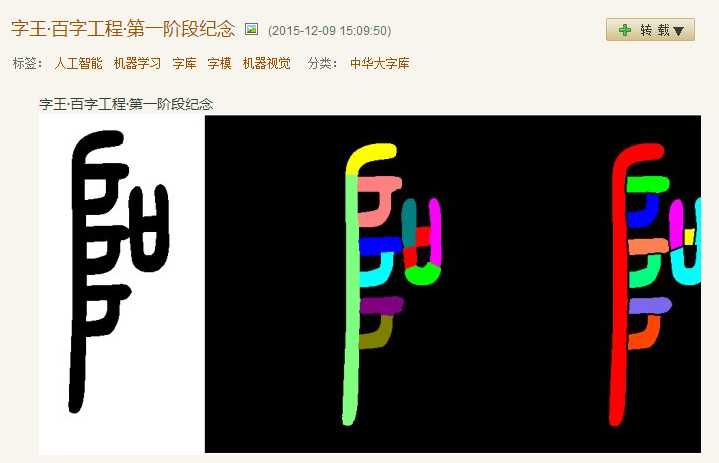 字王·百字工程·第一阶段纪念 (2015-12-09 15:09:50) 转 载
标签： 人工智能 机器学习 字库 字模 机器视觉 分类： 中华大字库
字王·百字工程·第一阶段纪念